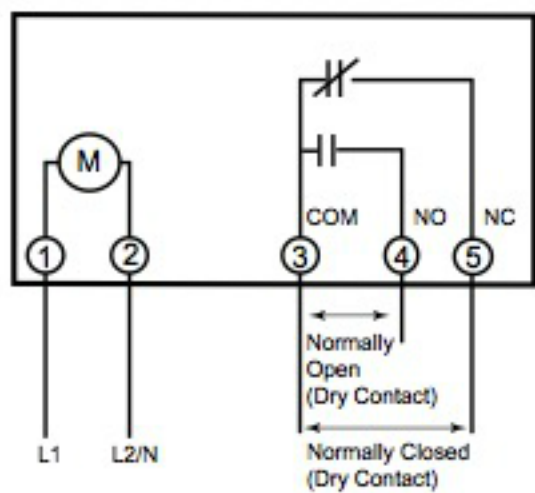 M
COM NO NC
1 2 3 4 5
Normally
Open
(Dry Contact)
L1 L2/N Normally Closed
(Dry Contact)